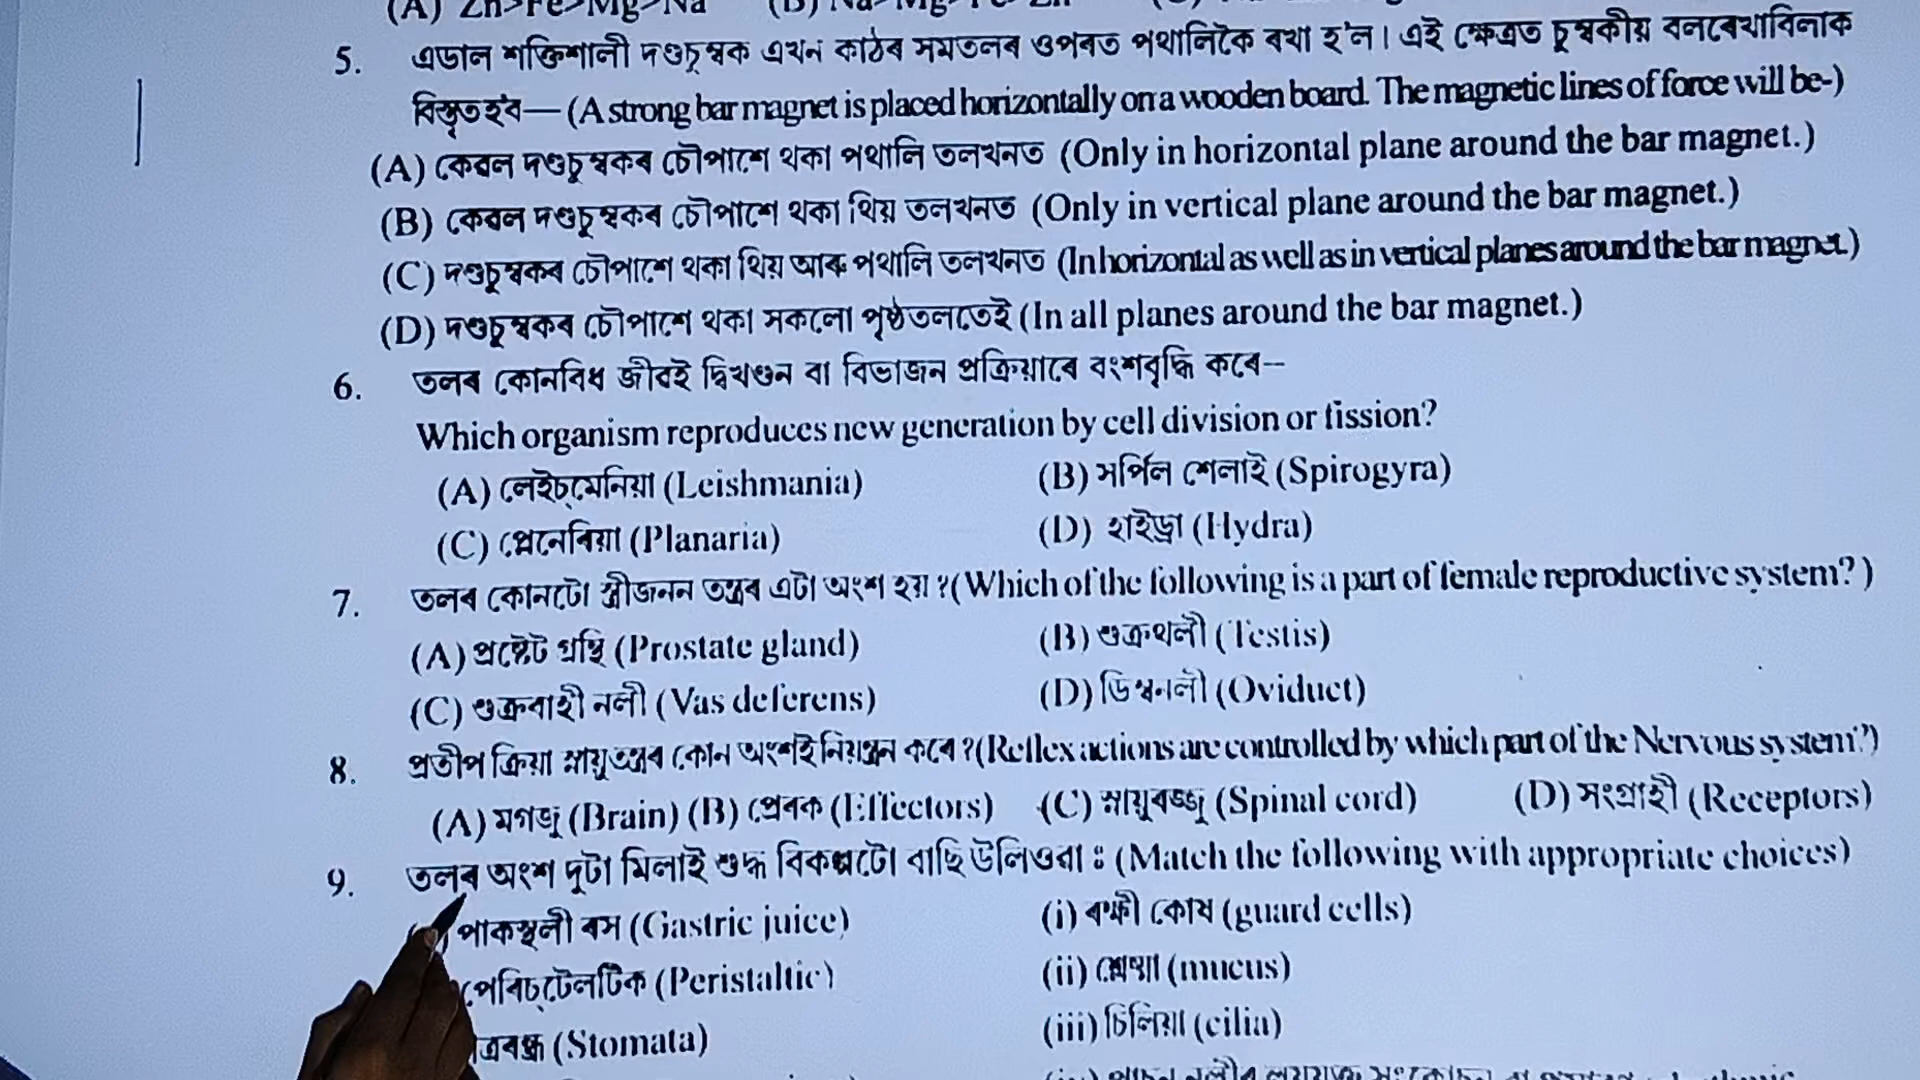 (A) Zn>Fe>Mg>Na
5. এডাল শক্তিশালী দণ্ডচুম্বক এখন কাঠৰ সমতলৰ ওপৰত পথালিকৈ ৰখা হ'ল। এই ক্ষেত্ৰত চুম্বকীয় বলৰেখাবিলাক
বিস্তৃত হ'ব— (A strong bar magnet is placed horizontally on a wooden board. The magnetic lines of force will be-)
(A) কেৱল দণ্ডচুম্বকৰ চৌপাশে থকা পথালি তলখনত (Only in horizontal plane around the bar magnet.)
(B) কেৱল দণ্ডচুম্বকৰ চৌপাশে থকা থিয় তলখনত (Only in vertical plane around the bar magnet.)
(C) দণ্ডচুম্বকৰ চৌপাশে থকা থিয় আৰু পথালি তলখনত (In horizontal as well as in vertical planes around the bar magnet.)
(D) দণ্ডচুম্বকৰ চৌপাশে থকা সকলো পৃষ্ঠতলতেই (In all planes around the bar magnet.)
6. তলৰ কোনবিধ জীৱই দ্বিখণ্ডন বা বিভাজন প্ৰক্ৰিয়াৰে বংশবৃদ্ধি কৰে--
Which organism reproduces new generation by cell division or fission?
(A) লেইচ্‌মেনিয়া (Leishmania) (B) সৰ্পিল শেলাই (Spirogyra)
(C) প্লেনেৰিয়া (Planaria) (D) হাইড্ৰা (Hydra)
7. তলৰ কোনটো স্ত্ৰীজনন তন্ত্ৰৰ এটা অংশ হয় ? (Which of the following is a part of female reproductive system? )
(A) প্ৰষ্টেট গ্ৰন্থি (Prostate gland) (B) শুক্ৰথলী (Testis)
(C) শুক্ৰবাহী নলী (Vas deferens) (D) ডিম্বনলী (Oviduct)
8. প্ৰতীপ ক্ৰিয়া স্নায়ুতন্ত্ৰৰ কোন অংশই নিয়ন্ত্ৰন কৰে ? (Reflex actions are controlled by which part of the Nervous system?)
(A) মগজু (Brain) (B) প্ৰেৰক (Effectors) (C) স্নায়ুৰজ্জু (Spinal cord) (D) সংগ্ৰাহী (Receptors)
9. তলৰ অংশ দুটা মিলাই শুদ্ধ বিকল্পটো বাছি উলিওৱা ঃ (Match the following with appropriate choices)
পাকস্থলী ৰস (Gastric juice) (i) ৰক্ষী কোষ (guard cells)
পেৰিচ্‌টেলটিক (Peristaltic) (ii) শ্লেষ্মা (mucus)
(Stomata) (iii) চিলিয়া (cilia)